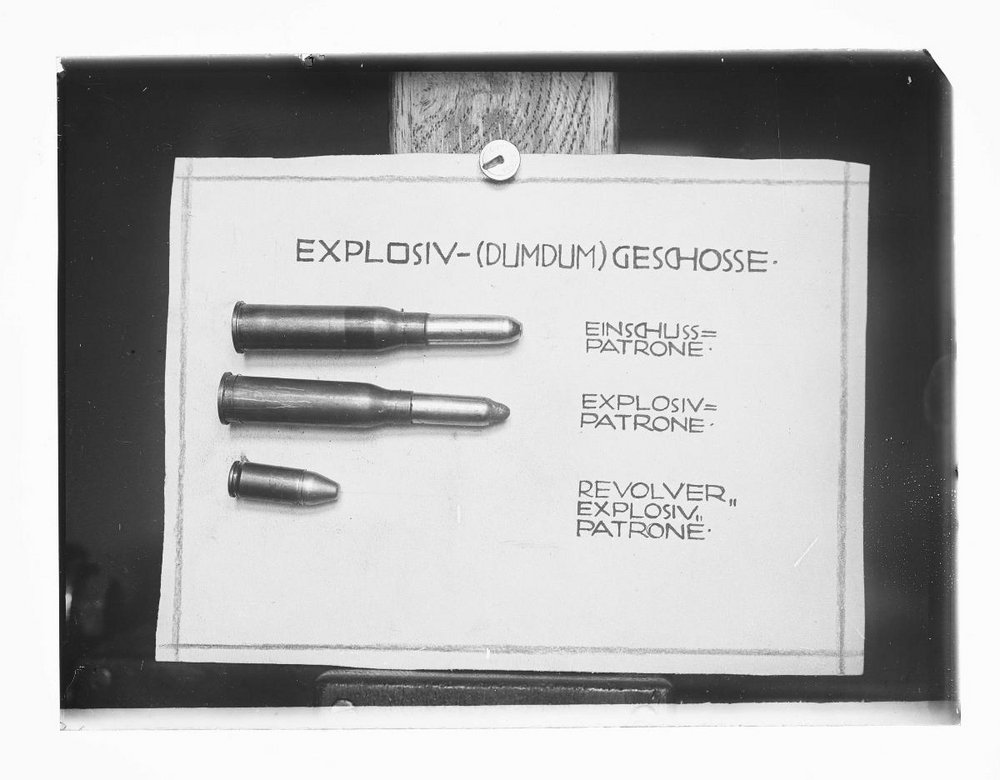 EXPLOSIV-(DUMDUM) GESCHOSSE.
EINSCHUSS=
PATRONE.
EXPLOSIV=
PATRONE.
REVOLVER„
EXPLOSIV„
PATRONE.